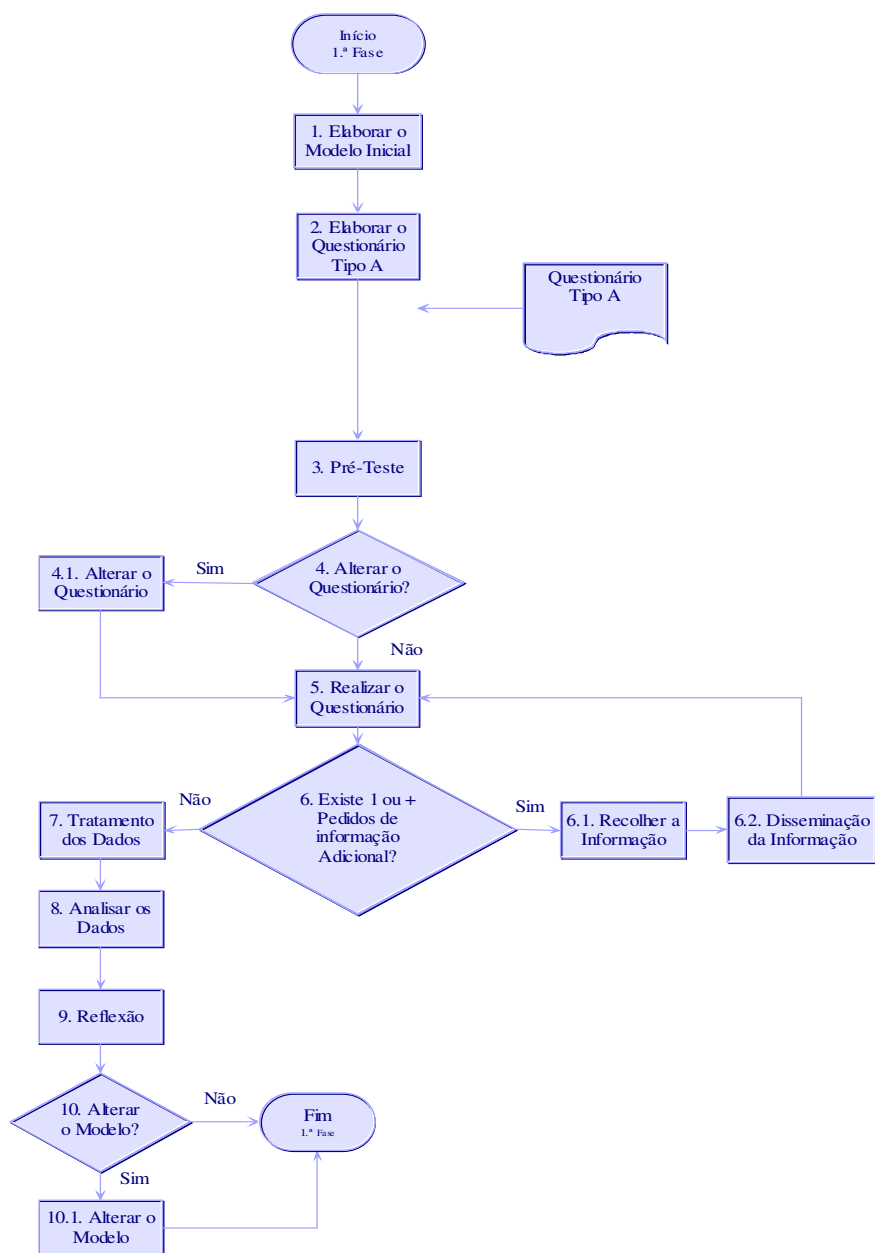 Início
1.ª Fase
1. Elaborar o
Modelo Inicial
2. Elaborar o
Questionário
Tipo A
Questionário
Tipo A
3. Pré-Teste
4. Alterar o
Questionário?
Sim
4.1. Alterar o
Questionário
Não
5. Realizar o
Questionário
6. Existe 1 ou +
Pedidos de
informação
Adicional?
Não
Sim
7. Tratamento
dos Dados
6.1. Recolher a
Informação
6.2. Disseminação
da Informação
8. Analisar os
Dados
9. Reflexão
10. Alterar
o Modelo?
Não
Fim
1.ª Fase
Sim
10.1. Alterar o
Modelo